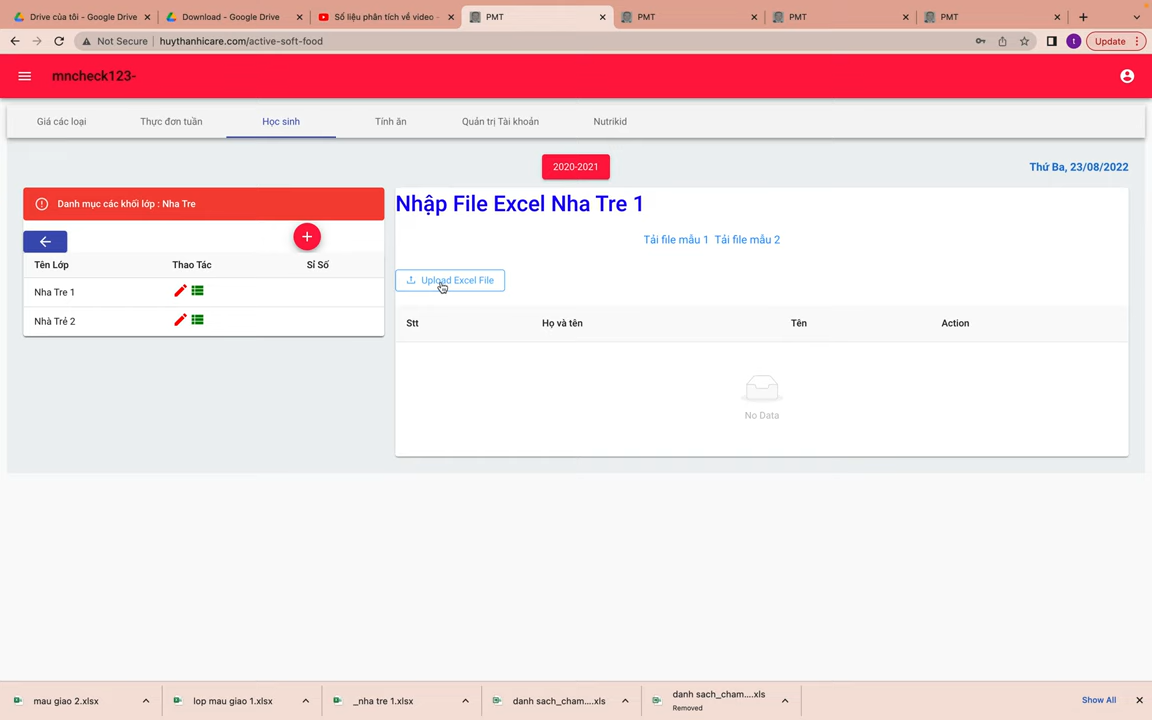 Drive của tôi - Google Drive
Download - Google Drive
Số liệu phân tích về video -
PMT
PMT
PMT
PMT
Not Secure
huythanhicare.com/active-soft-food
t
Update
mncheck123-
Giá các loại
Thực đơn tuần
Học sinh
Tính ăn
Quản trị Tài khoản
Nutrikid
2020-2021
Thứ Ba, 23/08/2022
Danh mục các khối lớp : Nha Tre
Nhập File Excel Nha Tre 1
Tải file mẫu 1 Tải file mẫu 2
Tên Lớp
Thao Tác
Sỉ Số
Upload Excel File
Nha Tre 1
Nhà Trẻ 2
Stt
Họ và tên
Tên
Action
No Data
mau giao 2.xlsx
lop mau giao 1.xlsx
_nha tre 1.xlsx
danh sach_cham....xls
danh sach_cham....xls
Removed
Show All